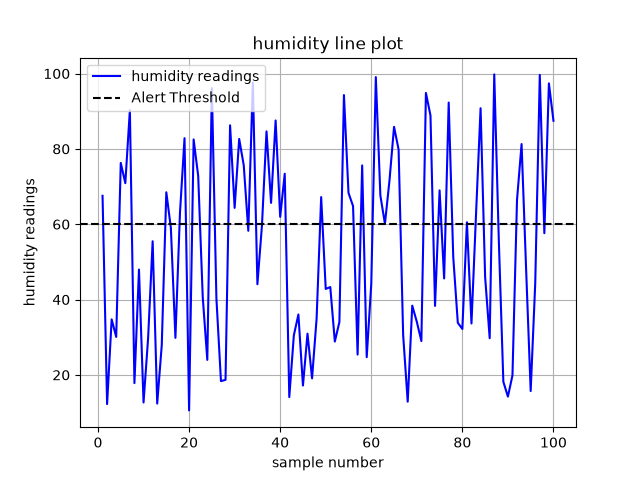 humidity line plot
humidity readings
Alert Threshold
100
80
60
40
20
humidity readings
0
20
40
60
80
100
sample number